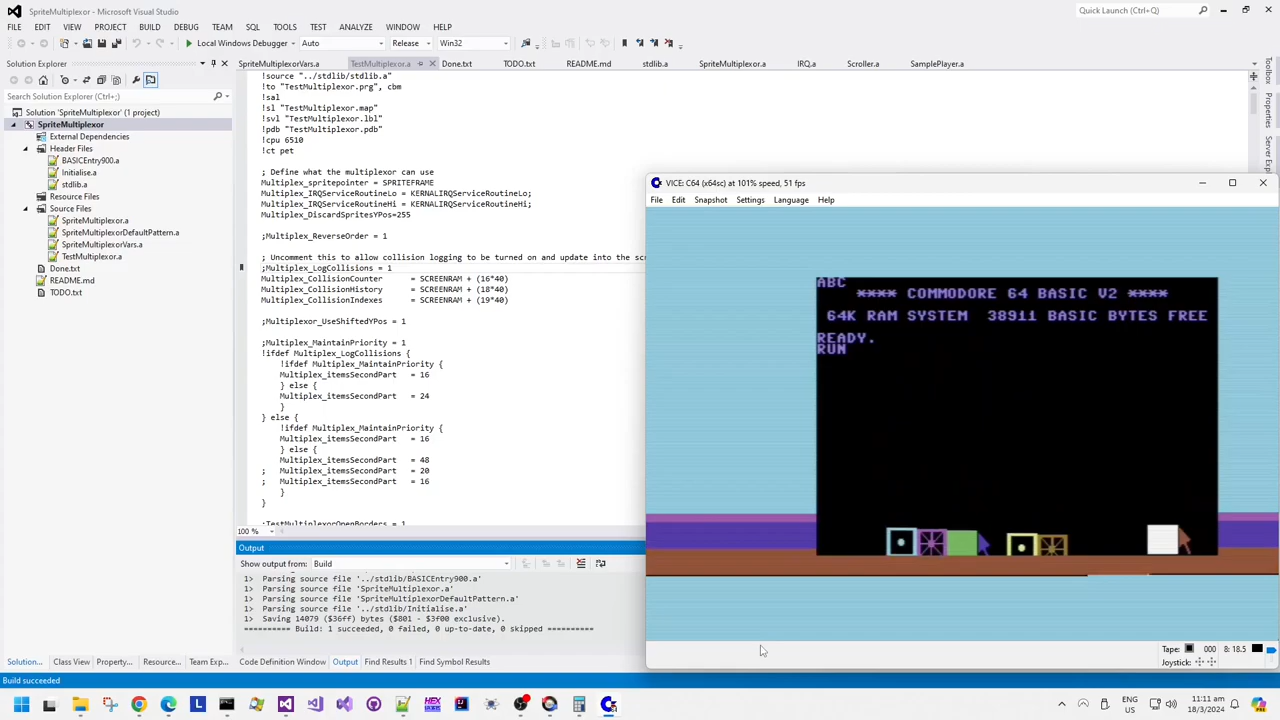 SpriteMultiplexor - Microsoft Visual Studio
Quick Launch (Ctrl+Q)
FILE EDIT VIEW PROJECT BUILD DEBUG TEAM SQL TOOLS TEST ANALYZE WINDOW HELP
Local Windows Debugger Auto Release Win32
Solution Explorer
Search Solution Explorer (Ctrl+;)
Solution 'SpriteMultiplexor' (1 project)
SpriteMultiplexor
External Dependencies
Header Files
BASICEntry900.a
Initialise.a
stdlib.a
Resource Files
Source Files
SpriteMultiplexor.a
SpriteMultiplexorDefaultPattern.a
SpriteMultiplexorVars.a
TestMultiplexor.a
Done.txt
README.md
TODO.txt
SpriteMultiplexorVars.a TestMultiplexor.a Done.txt TODO.txt README.md stdlib.a SpriteMultiplexor.a IRQ.a Scroller.a SamplePlayer.a
!source "../stdlib/stdlib.a"
!to "TestMultiplexor.prg", cbm
!sal
!sl "TestMultiplexor.map"
!svl "TestMultiplexor.lbl"
!pdb "TestMultiplexor.pdb"
!cpu 6510
!ct pet
; Define what the multiplexor can use
Multiplex_spritepointer = SPRITEFRAME
Multiplex_IRQServiceRoutineLo = KERNALIRQServiceRoutineLo;
Multiplex_IRQServiceRoutineHi = KERNALIRQServiceRoutineHi;
Multiplex_DiscardSpritesYPos=255
;Multiplex_ReverseOrder = 1
; Uncomment this to allow collision logging to be turned on and update into the scr
;Multiplex_LogCollisions = 1
Multiplex_CollisionCounter = SCREENRAM + (16*40)
Multiplex_CollisionHistory = SCREENRAM + (18*40)
Multiplex_CollisionIndexes = SCREENRAM + (19*40)
;Multiplexor_UseShiftedYPos = 1
;Multiplex_MaintainPriority = 1
!ifdef Multiplex_LogCollisions {
!ifdef Multiplex_MaintainPriority {
Multiplex_itemsSecondPart = 16
} else {
Multiplex_itemsSecondPart = 24
}
} else {
!ifdef Multiplex_MaintainPriority {
Multiplex_itemsSecondPart = 16
} else {
Multiplex_itemsSecondPart = 48
; Multiplex_itemsSecondPart = 20
; Multiplex_itemsSecondPart = 16
}
}
;TestMultiplexorOpenBorders = 1
100 %
Output
Show output from: Build
1> Parsing source file '../stdlib/BASICEntry900.a'
1> Parsing source file 'SpriteMultiplexor.a'
1> Parsing source file 'SpriteMultiplexorDefaultPattern.a'
1> Parsing source file '../stdlib/Initialise.a'
1> Saving 14079 ($36ff) bytes ($801 - $3f00 exclusive).
========== Build: 1 succeeded, 0 failed, 0 up-to-date, 0 skipped ==========
Solution... Class View Property... Resource... Team Exp...
Code Definition Window Output Find Results 1 Find Symbol Results
Build succeeded
Toolbox
Properties
Server Exp
VICE: C64 (x64sc) at 101% speed, 51 fps
File Edit Snapshot Settings Language Help
ABC
**** COMMODORE 64 BASIC V2 ****
64K RAM SYSTEM 38911 BASIC BYTES FREE
READY.
RUN
Tape: 000 8: 18.5
Joystick:
HEX
ENG
US
11:11 am
18/3/2024